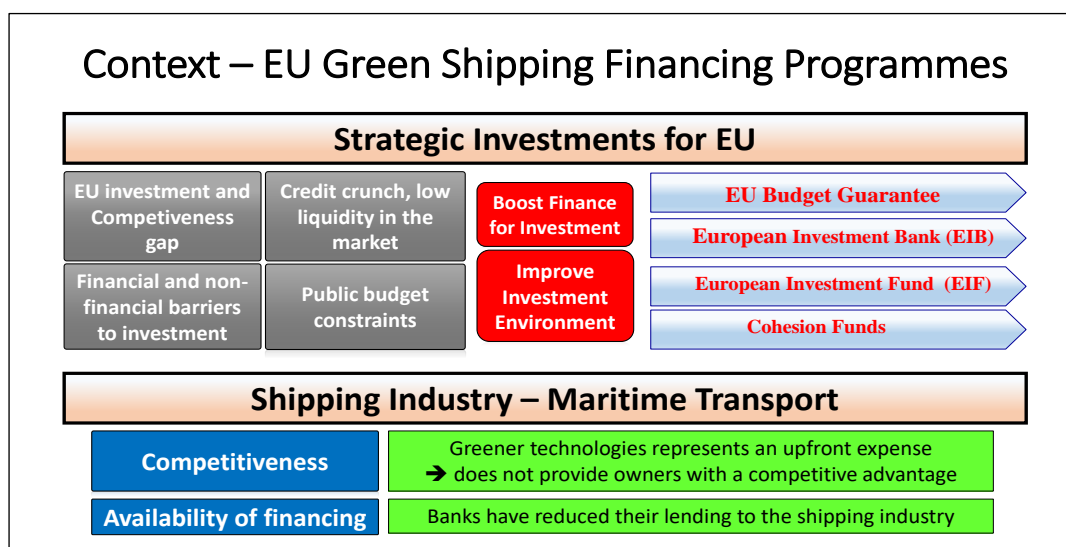 Context – EU Green Shipping Financing Programmes
Strategic Investments for EU
EU investment and
Competiveness
gap
Credit crunch, low
liquidity in the
market
Financial and non-
financial barriers
to investment
Public budget
constraints
Boost Finance
for Investment
Improve
Investment
Environment
EU Budget Guarantee
European Investment Bank (EIB)
European Investment Fund (EIF)
Cohesion Funds
Shipping Industry – Maritime Transport
Competitiveness
Greener technologies represents an upfront expense
➔ does not provide owners with a competitive advantage
Availability of financing
Banks have reduced their lending to the shipping industry